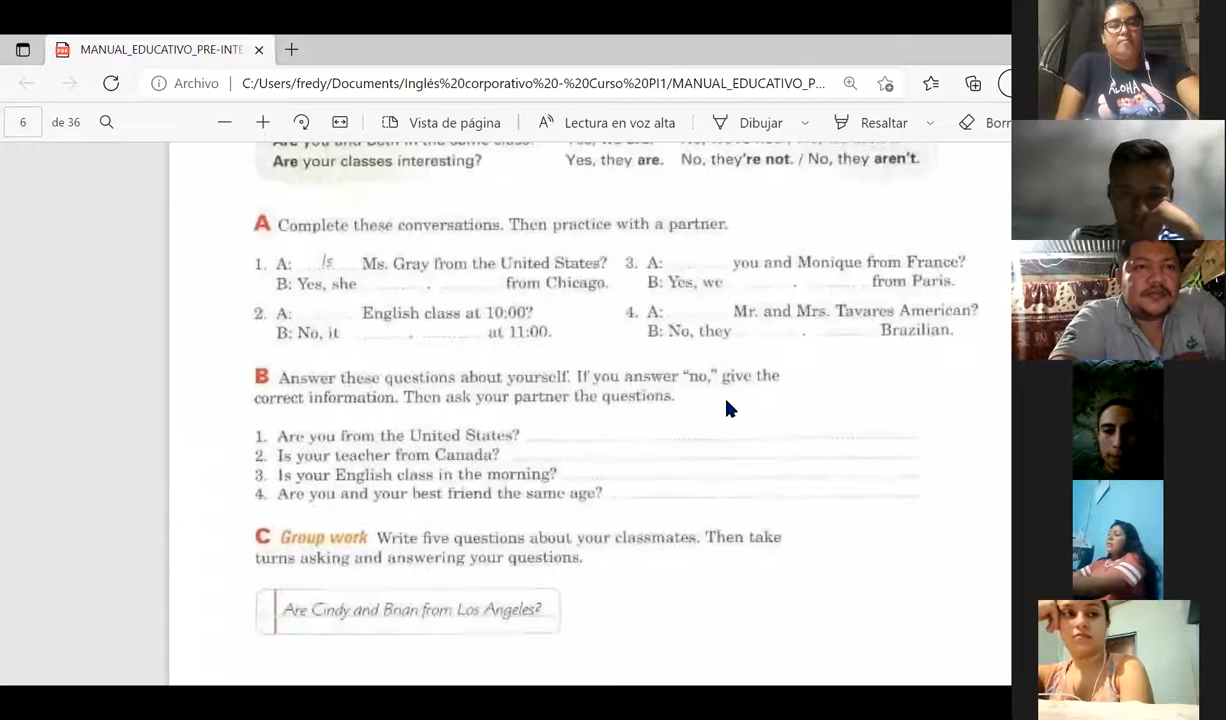 MANUAL_EDUCATIVO_PRE-INTE
Archivo C:/Users/fredy/Documents/Inglés%20corporativo%20-%20Curso%20PI1/MANUAL_EDUCATIVO_P...
6 de 36 Vista de página Lectura en voz alta Dibujar Resaltar Borr
Are your classes interesting? Yes, they are. No, they're not. / No, they aren't.
A Complete these conversations. Then practice with a partner.
1. A: Is Ms. Gray from the United States?
B: Yes, she from Chicago.
2. A: English class at 10:00?
B: No, it at 11:00.
3. A: you and Monique from France?
B: Yes, we from Paris.
4. A: Mr. and Mrs. Tavares American?
B: No, they Brazilian.
B Answer these questions about yourself. If you answer "no," give the
correct information. Then ask your partner the questions.
1. Are you from the United States?
2. Is your teacher from Canada?
3. Is your English class in the morning?
4. Are you and your best friend the same age?
C Group work Write five questions about your classmates. Then take
turns asking and answering your questions.
Are Cindy and Brian from Los Angeles?
ALOHA